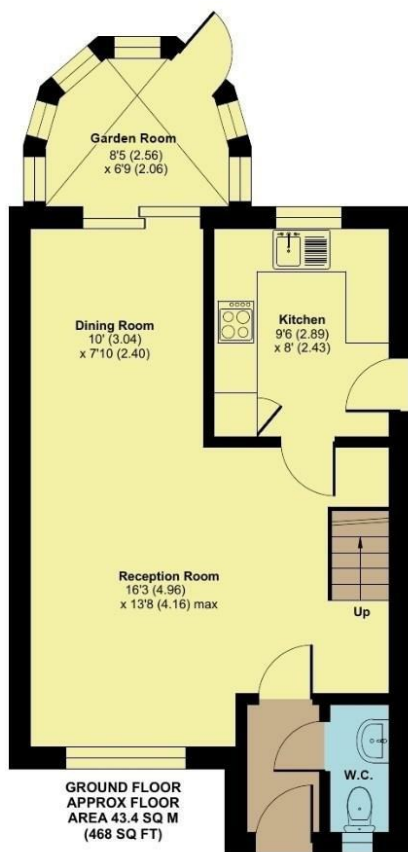 Garden Room
8'5 (2.56)
x 6'9 (2.06)
Dining Room
10' (3.04)
x 7'10 (2.40)
Kitchen
9'6 (2.89)
x 8' (2.43)
Reception Room
16'3 (4.96)
x 13'8 (4.16) max
Up
W.C.
GROUND FLOOR
APPROX FLOOR
AREA 43.4 SQ M
(468 SQ FT)